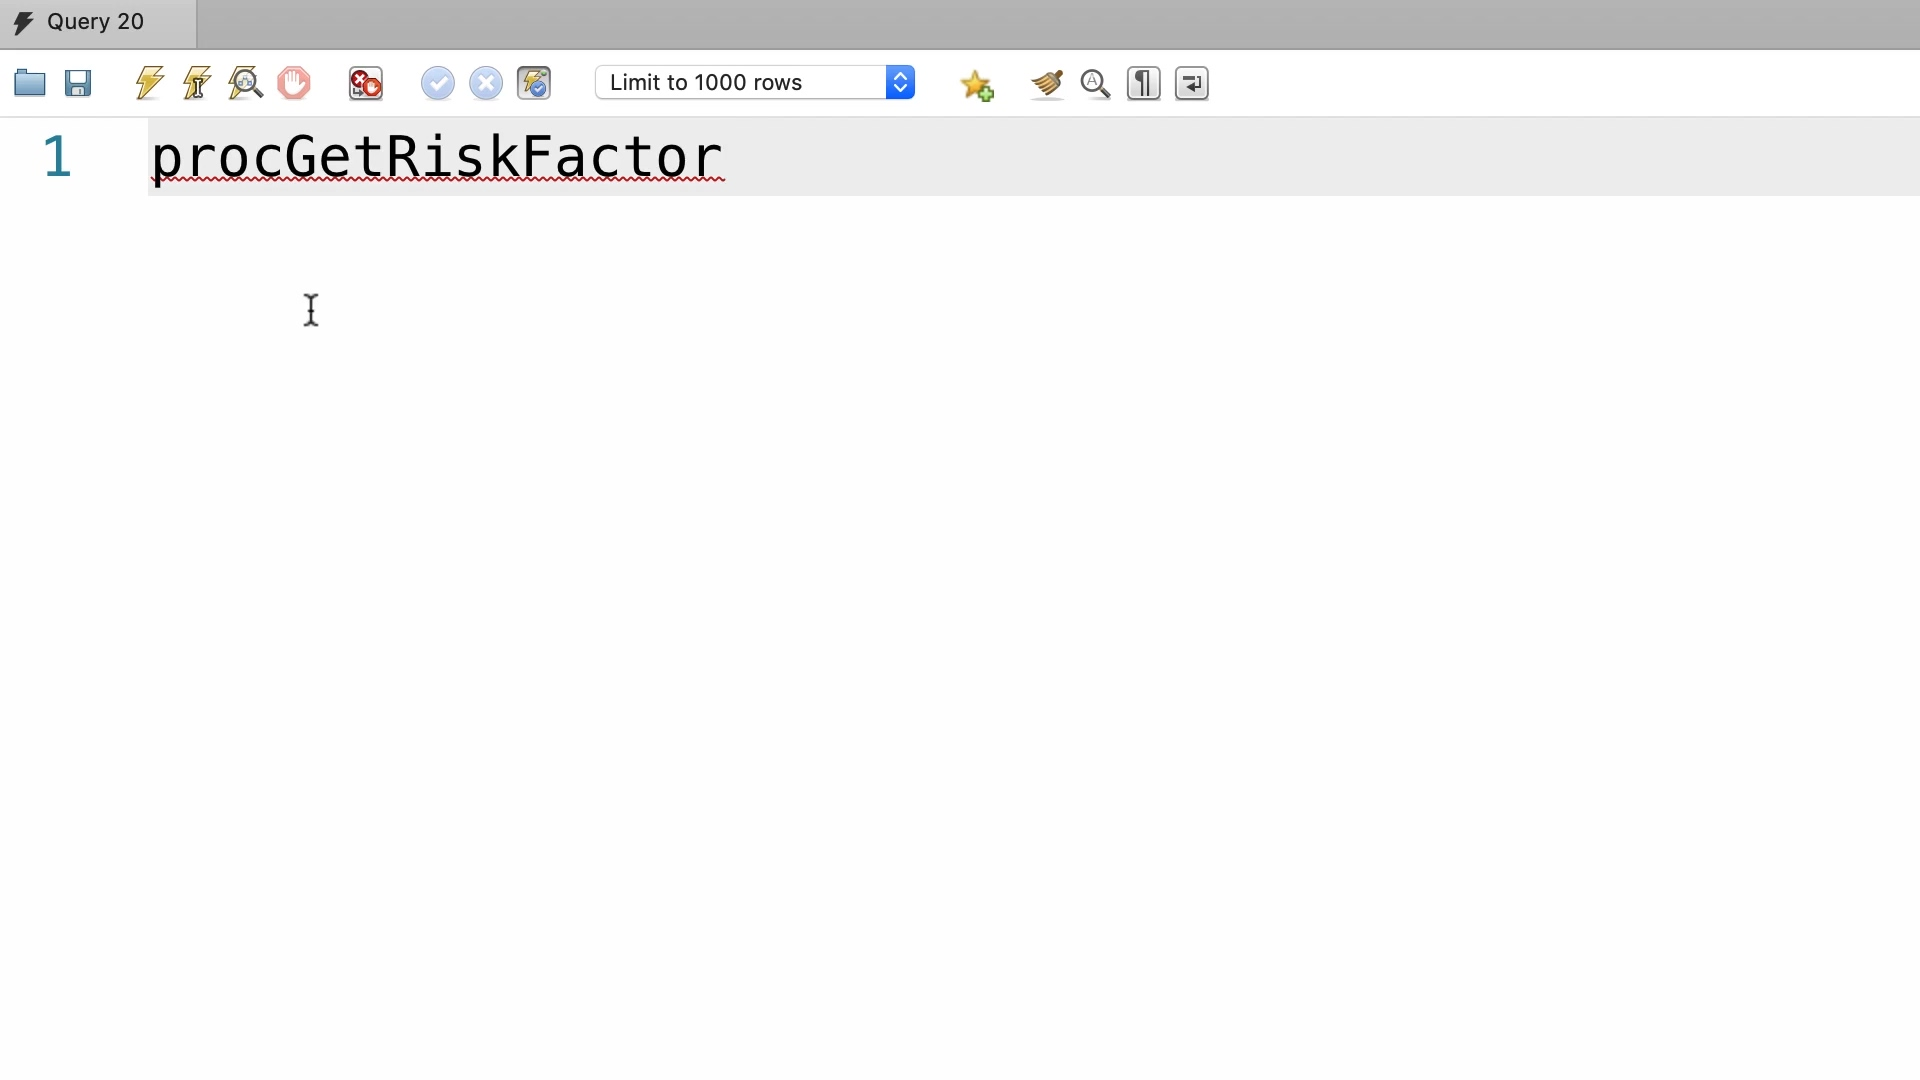 Query 20
Limit to 1000 rows
1 procGetRiskFactor